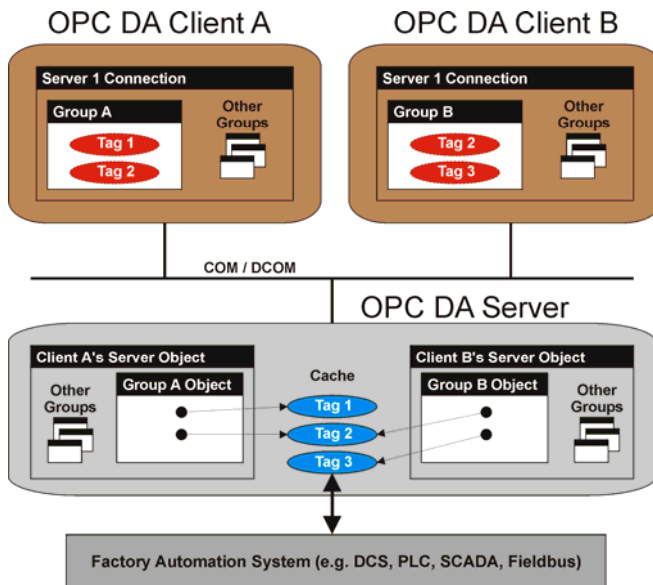 OPC DA Client A
OPC DA Client B
Server 1 Connection
Group A
Tag 1
Tag 2
Other
Groups
Server 1 Connection
Group B
Tag 2
Tag 3
Other
Groups
COM / DCOM
OPC DA Server
Client A's Server Object
Other
Groups
Group A Object
Cache
Tag 1
Tag 2
Tag 3
Client B's Server Object
Group B Object
Other
Groups
Factory Automation System (e.g. DCS, PLC, SCADA, Fieldbus)